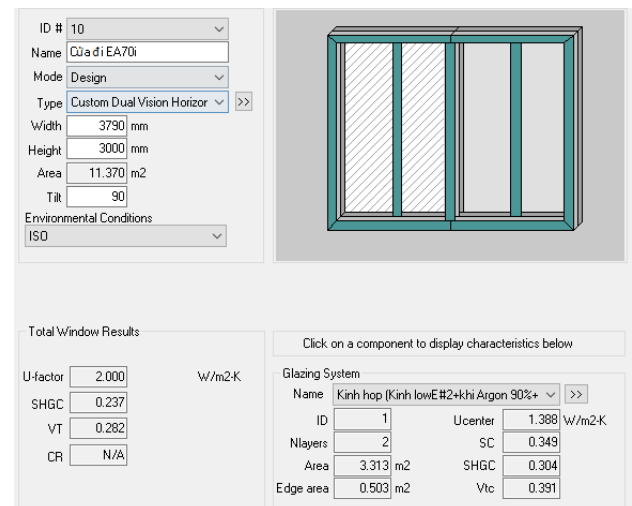 ID # 10
Name Cửa đi EA70i
Mode Design
Type Custom Dual Vision Horizor >>
Width 3790 mm
Height 3000 mm
Area 11.370 m2
Tilt 90
Environmental Conditions
ISO
Total Window Results
U-factor 2.000 W/m2-K
SHGC 0.237
VT 0.282
CR N/A
Click on a component to display characteristics below
Glazing System
Name Kinh hop (Kinh lowE#2+khi Argon 90%+ >>
ID 1 Ucenter 1.388 W/m2-K
Nlayers 2 SC 0.349
Area 3.313 m2 SHGC 0.304
Edge area 0.503 m2 Vtc 0.391